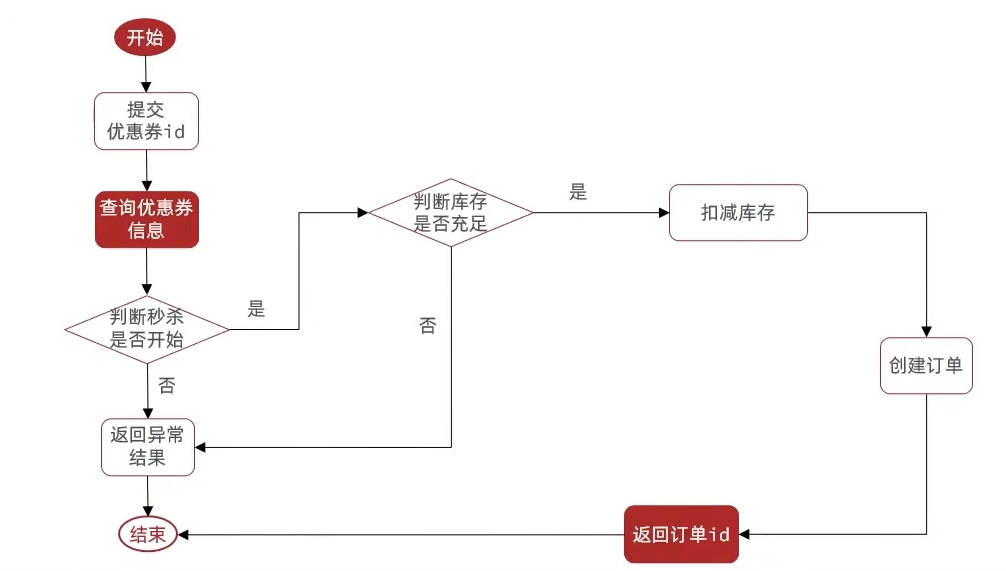 开始
提交
优惠券id
查询优惠券
信息
判断秒杀
是否开始
是
否
返回异常
结果
结束
判断库存
是否充足
是
否
扣减库存
创建订单
返回订单id